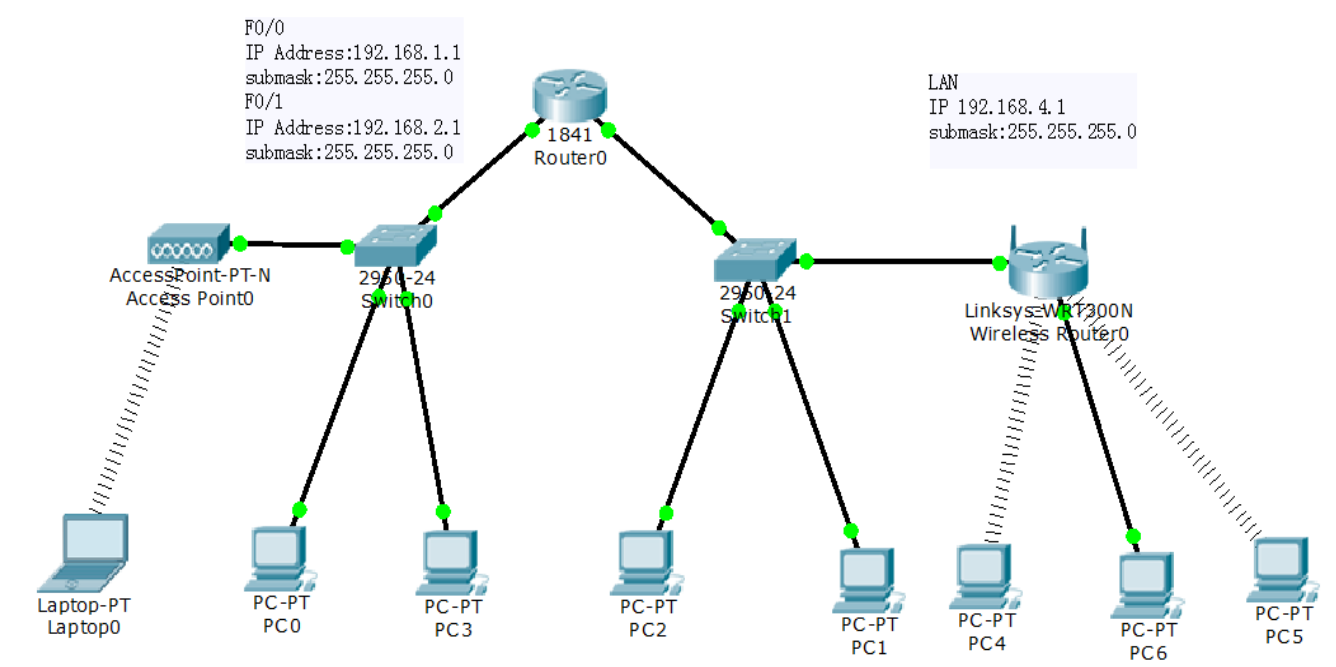 F0/0
IP Address:192.168.1.1
submask:255.255.255.0
F0/1
IP Address:192.168.2.1
submask:255.255.255.0
LAN
IP 192.168.4.1
submask:255.255.255.0
1841
Router0
AccessPoint-PT-N
Access Point0
2950-24
Switch0
2950-24
Switch1
Linksys-WRT300N
Wireless Router0
Laptop-PT
Laptop0
PC-PT
PC0
PC-PT
PC3
PC-PT
PC2
PC-PT
PC1
PC-PT
PC4
PC-PT
PC6
PC-PT
PC5